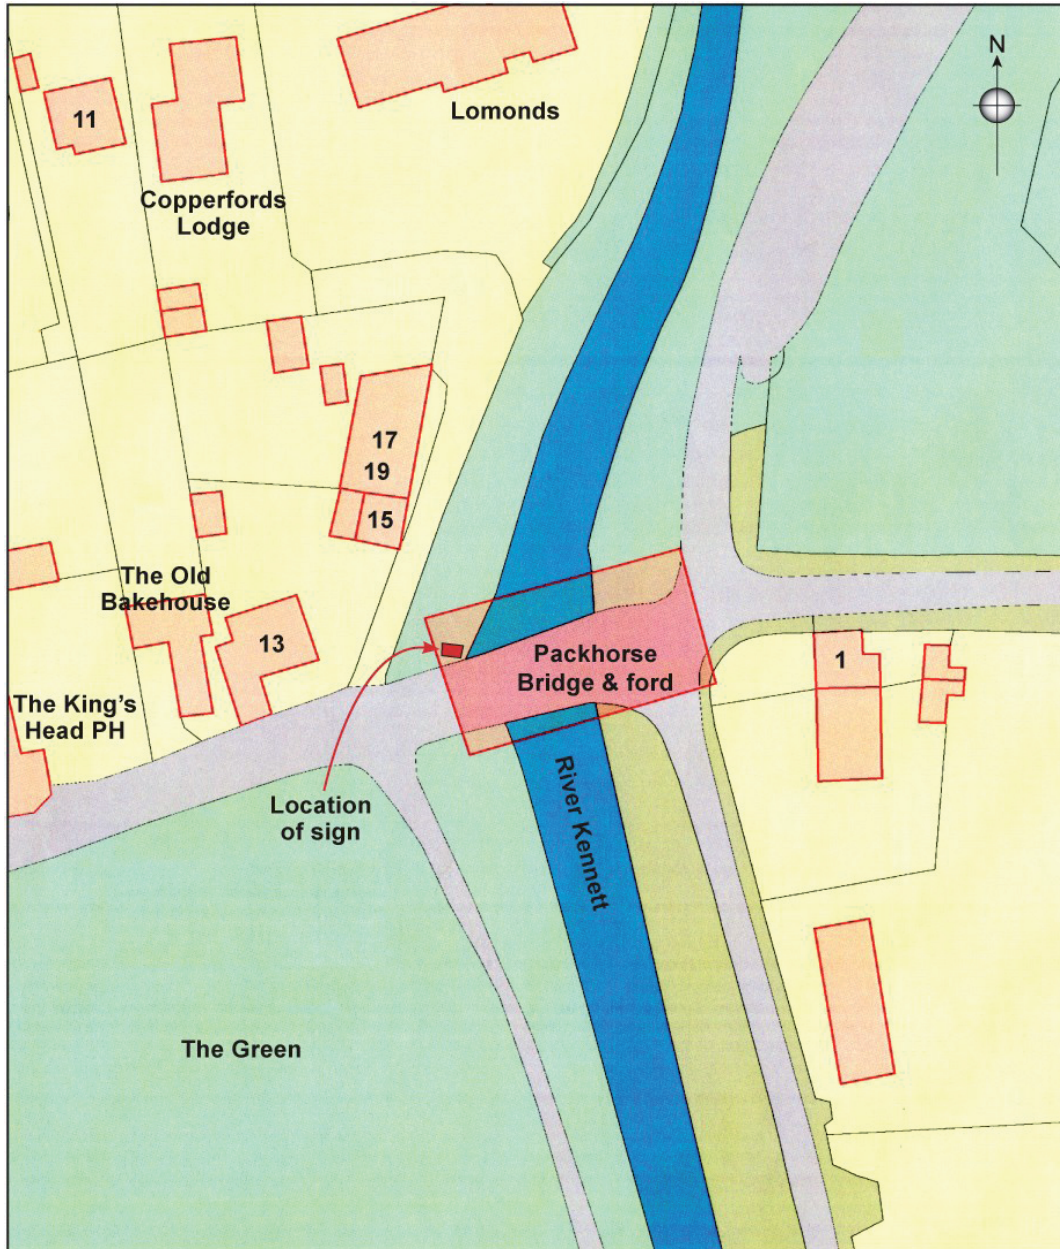 N
Lomonds
11
Copperfords
Lodge
17
19
15
The Old
Bakehouse
13
Packhorse
Bridge & ford
1
The King's
Head PH
Location
of sign
River Kennett
The Green